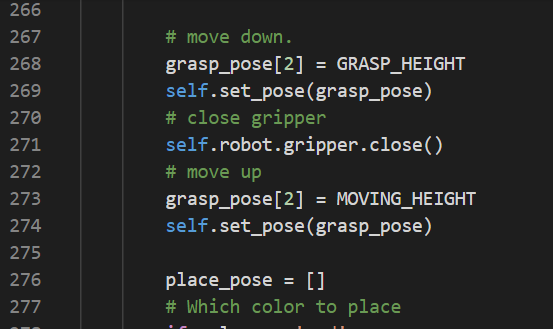 266
267 # move down.
268 grasp_pose[2] = GRASP_HEIGHT
269 self.set_pose(grasp_pose)
270 # close gripper
271 self.robot.gripper.close()
272 # move up
273 grasp_pose[2] = MOVING_HEIGHT
274 self.set_pose(grasp_pose)
275
276 place_pose = []
277 # Which color to place